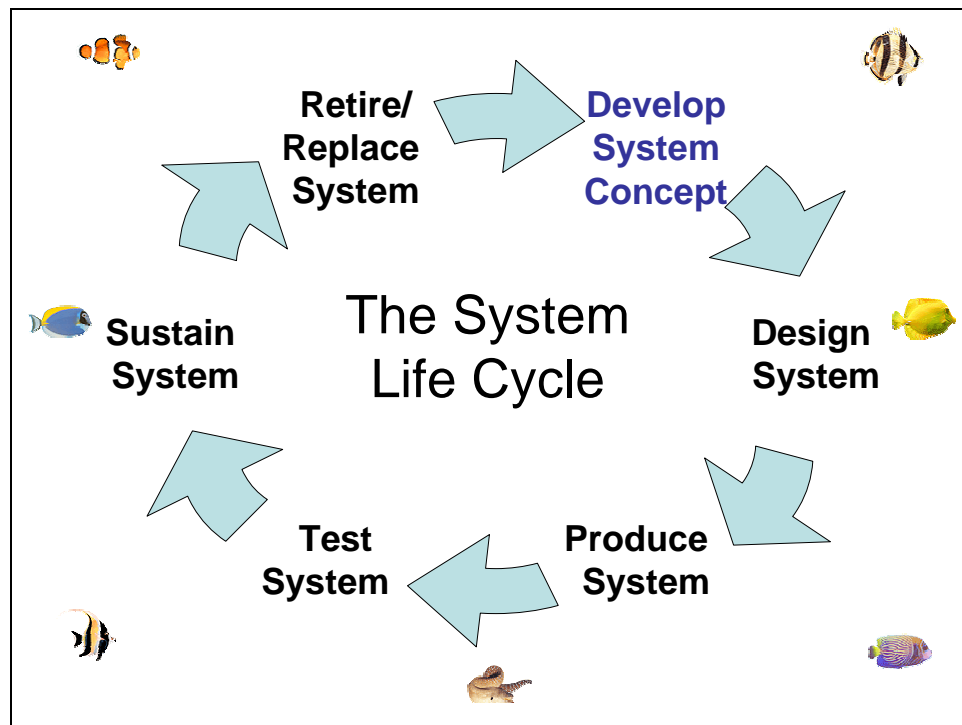 Retire/
Replace
System
Develop
System
Concept
The System
Life Cycle
Sustain
System
Design
System
Test
System
Produce
System